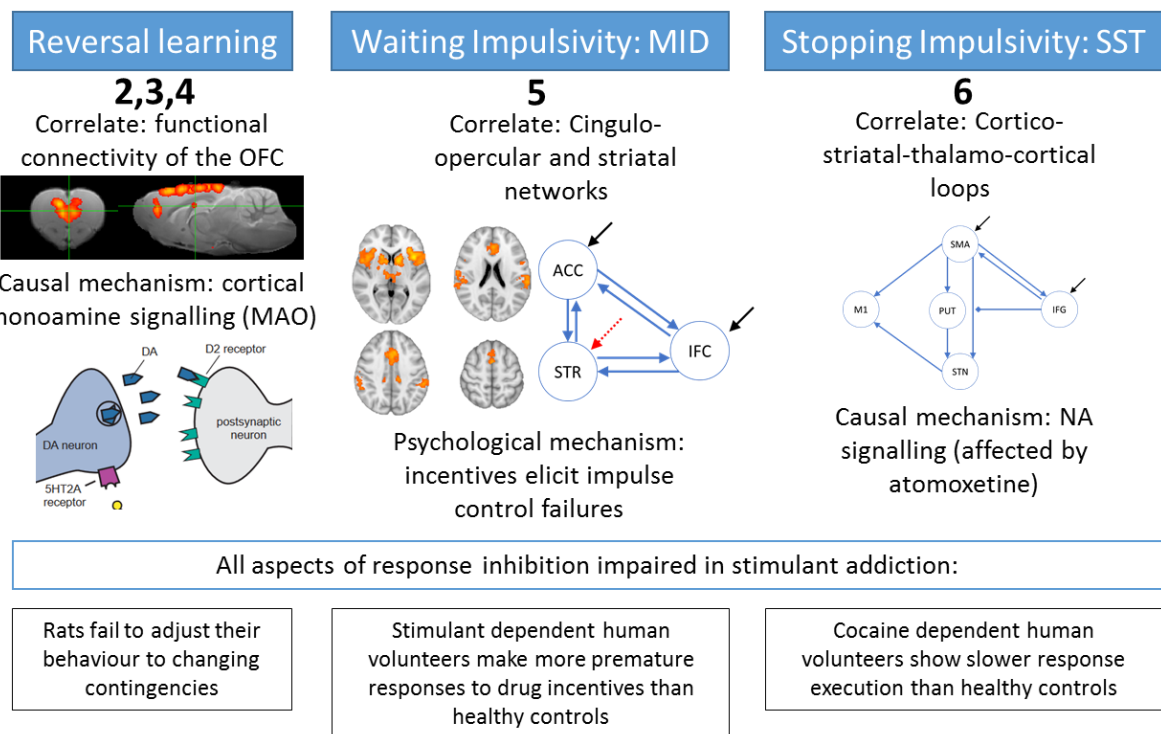 Reversal learning
2,3,4
Correlate: functional
connectivity of the OFC
Causal mechanism: cortical
monoamine signalling (MAO)
DA
D2 receptor
postsynaptic
neuron
DA neuron
5HT2A
receptor
Waiting Impulsivity: MID
5
Correlate: Cingulo-
opercular and striatal
networks
ACC
IFC
STR
Psychological mechanism:
incentives elicit impulse
control failures
Stopping Impulsivity: SST
6
Correlate: Cortico-
striatal-thalamo-cortical
loops
SMA
M1
PUT
IFG
STN
Causal mechanism: NA
signalling (affected by
atomoxetine)
All aspects of response inhibition impaired in stimulant addiction:
Rats fail to adjust their
behaviour to changing
contingencies
Stimulant dependent human
volunteers make more premature
responses to drug incentives than
healthy controls
Cocaine dependent human
volunteers show slower response
execution than healthy controls